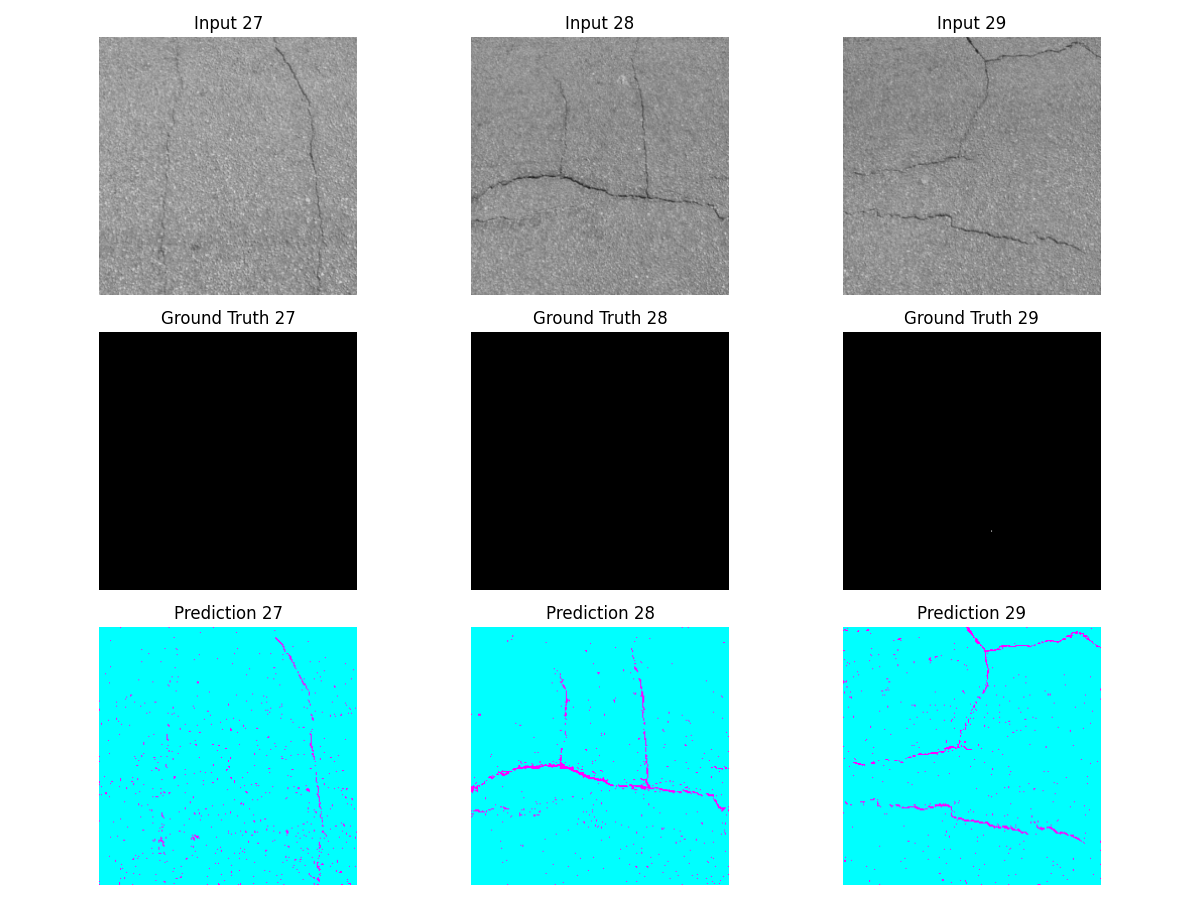 Input 27
Input 28
Input 29
Ground Truth 27
Ground Truth 28
Ground Truth 29
Prediction 27
Prediction 28
Prediction 29